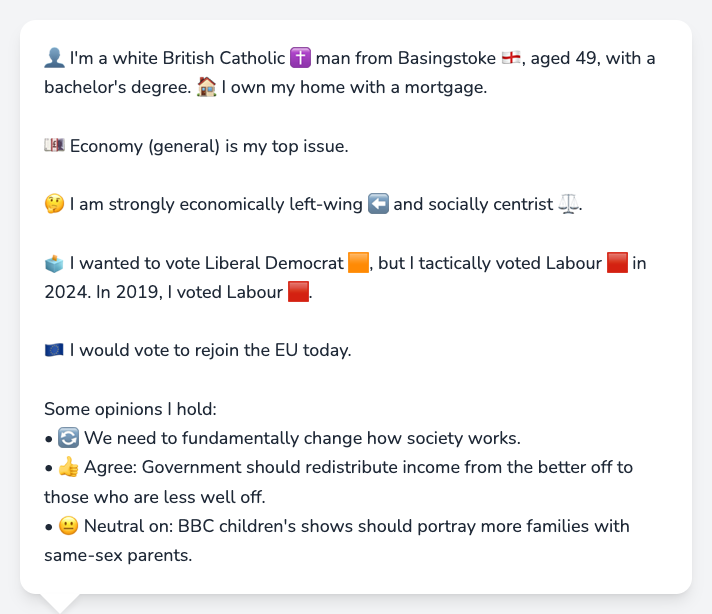 👤 I'm a white British Catholic ✝️ man from Basingstoke 🏴󠁧󠁢󠁥󠁮󠁧󠁿, aged 49, with a
bachelor's degree. 🏠 I own my home with a mortgage.
💷 Economy (general) is my top issue.
🤔 I am strongly economically left-wing ⬅️ and socially centrist ⚖️.
🗳️ I wanted to vote Liberal Democrat 🟧, but I tactically voted Labour 🟥 in
2024. In 2019, I voted Labour 🟥.
🇪🇺 I would vote to rejoin the EU today.
Some opinions I hold:
• 🔄 We need to fundamentally change how society works.
• 👍 Agree: Government should redistribute income from the better off to
those who are less well off.
• 😐 Neutral on: BBC children's shows should portray more families with
same-sex parents.